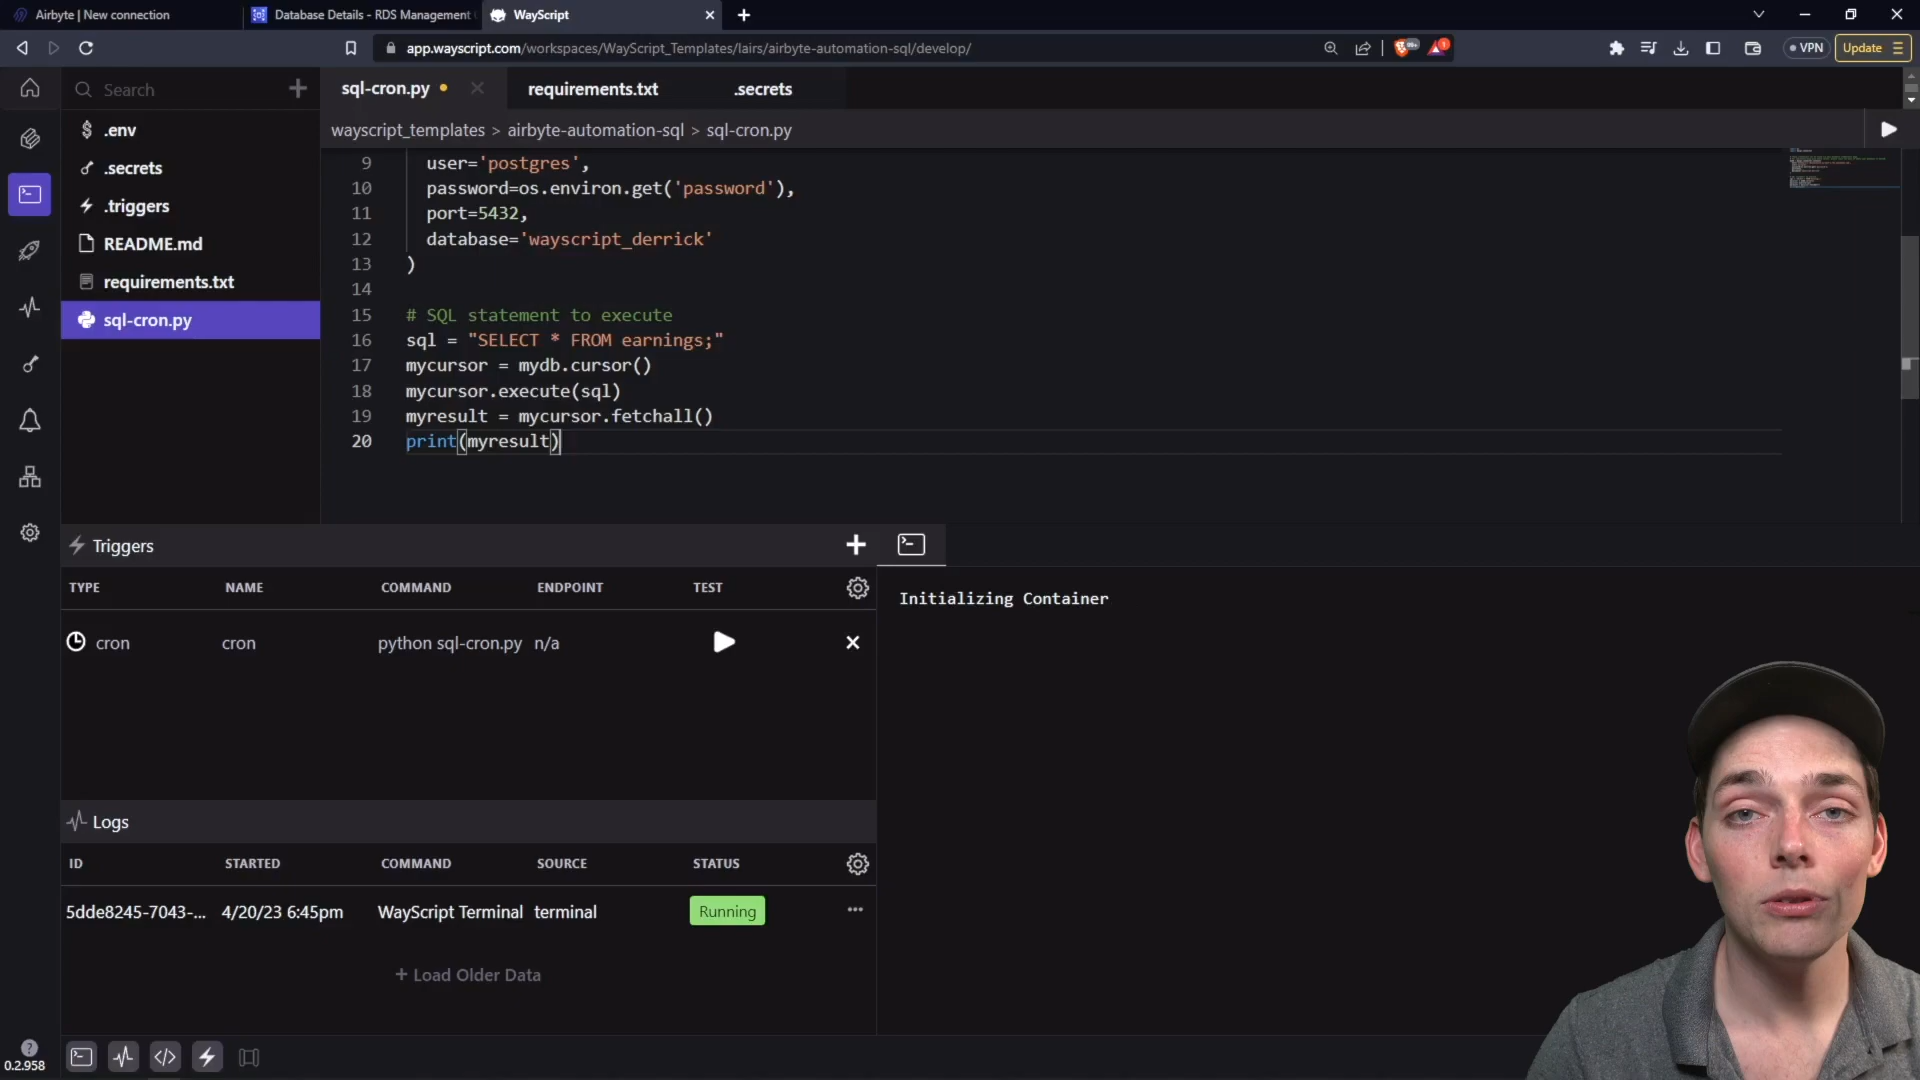 Airbyte | New connection
Database Details - RDS Management
WayScript
app.wayscript.com/workspaces/WayScript_Templates/lairs/airbyte-automation-sql/develop/
99+
1
VPN
Update
Search
sql-cron.py
requirements.txt
.secrets
wayscript_templates > airbyte-automation-sql > sql-cron.py
.env
.secrets
.triggers
README.md
requirements.txt
sql-cron.py
9 user='postgres',
10 password=os.environ.get('password'),
11 port=5432,
12 database='wayscript_derrick'
13 )
14
15 # SQL statement to execute
16 sql = "SELECT * FROM earnings;"
17 mycursor = mydb.cursor()
18 mycursor.execute(sql)
19 myresult = mycursor.fetchall()
20 print(myresult)
Triggers
TYPE NAME COMMAND ENDPOINT TEST
cron cron python sql-cron.py n/a
Initializing Container
Logs
ID STARTED COMMAND SOURCE STATUS
5dde8245-7043-... 4/20/23 6:45pm WayScript Terminal terminal Running
+ Load Older Data
0.2.958